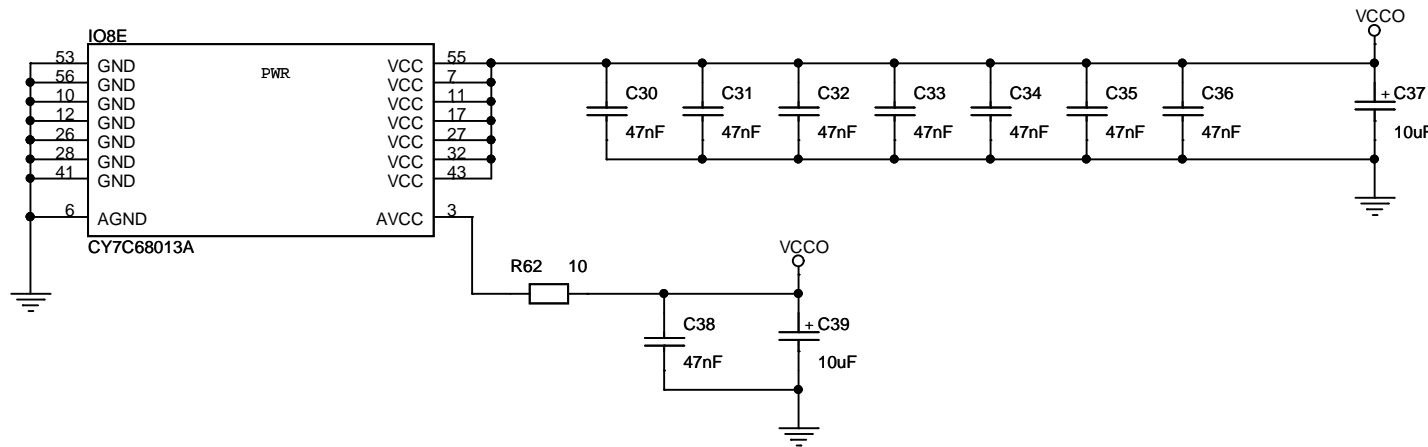 VCCO
IO8E
PWR
53 GND VCC 55
56 GND VCC 7
10 GND VCC 11
12 GND VCC 17
26 GND VCC 27
28 GND VCC 32
41 GND VCC 43
6 AGND AVCC 3
CY7C68013A
C30 C31 C32 C33 C34 C35 C36 + C37
47nF 47nF 47nF 47nF 47nF 47nF 47nF 10uF
VCCO
R62 10
C38 + C39
47nF 10uF